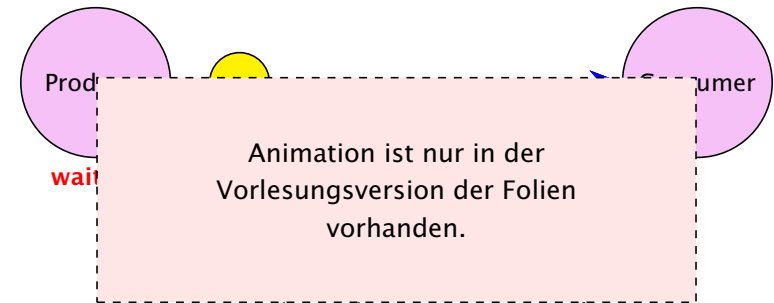 Prod
umer
wait
Animation ist nur in der
Vorlesungsversion der Folien
vorhanden.